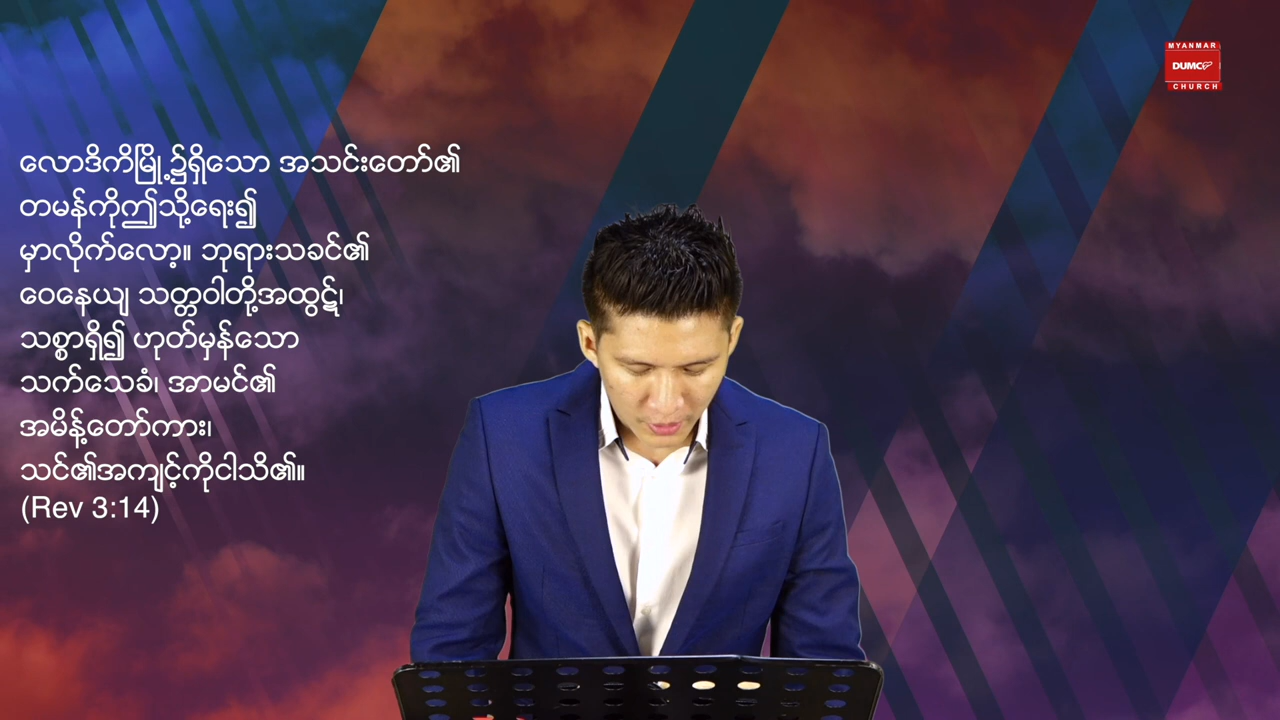 လောဒိကိမြို့၌ရှိသော အသင်းတော်၏
တမန်ကိုဤသို့ရေး၍
မှာလိုက်လော့။ ဘုရားသခင်၏
ဝေနေယျ သတ္တဝါတို့အထွဋ်၊
သစ္စာရှိ၍ ဟုတ်မှန်သော
သက်သေခံ၊ အာမင်၏
အမိန့်တော်ကား၊
သင်၏အကျင့်ကိုငါသိ၏။
(Rev 3:14)
MYANMAR
DUMC
CHURCH